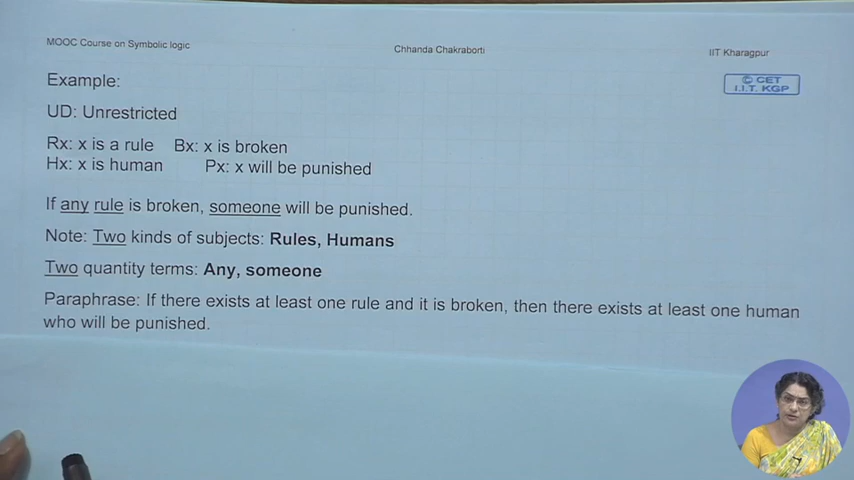 MOOC Course on Symbolic logic Chhanda Chakraborti IIT Kharagpur
© CET
I.I.T. KGP
Example:
UD: Unrestricted
Rx: x is a rule Bx: x is broken
Hx: x is human Px: x will be punished
If any rule is broken, someone will be punished.
Note: Two kinds of subjects: Rules, Humans
Two quantity terms: Any, someone
Paraphrase: If there exists at least one rule and it is broken, then there exists at least one human
who will be punished.